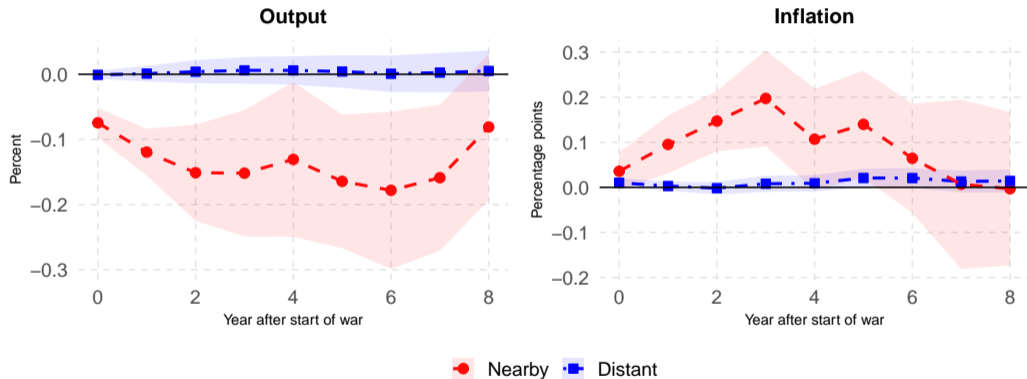 Output
Inflation
Percent
0.0
−0.1
−0.2
−0.3
0 2 4 6 8
Year after start of war
Percentage points
0.3
0.2
0.1
0.0
−0.1
−0.2
0 2 4 6 8
Year after start of war
Nearby Distant